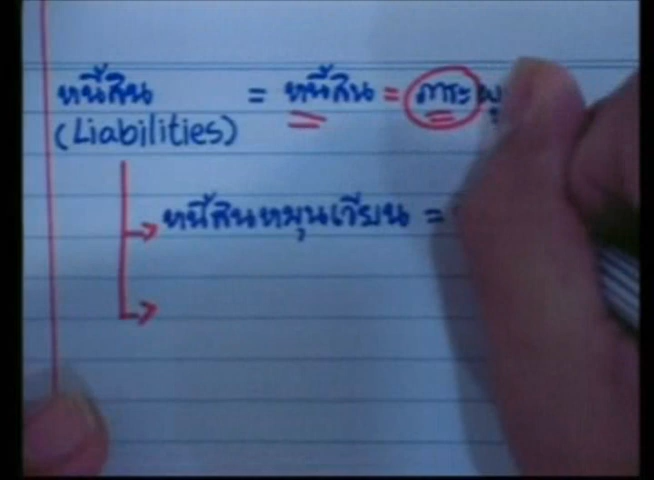 หนี้สิน = หนี้สิน = ภาระ
(Liabilities)
หนี้สินหมุนเวียน =